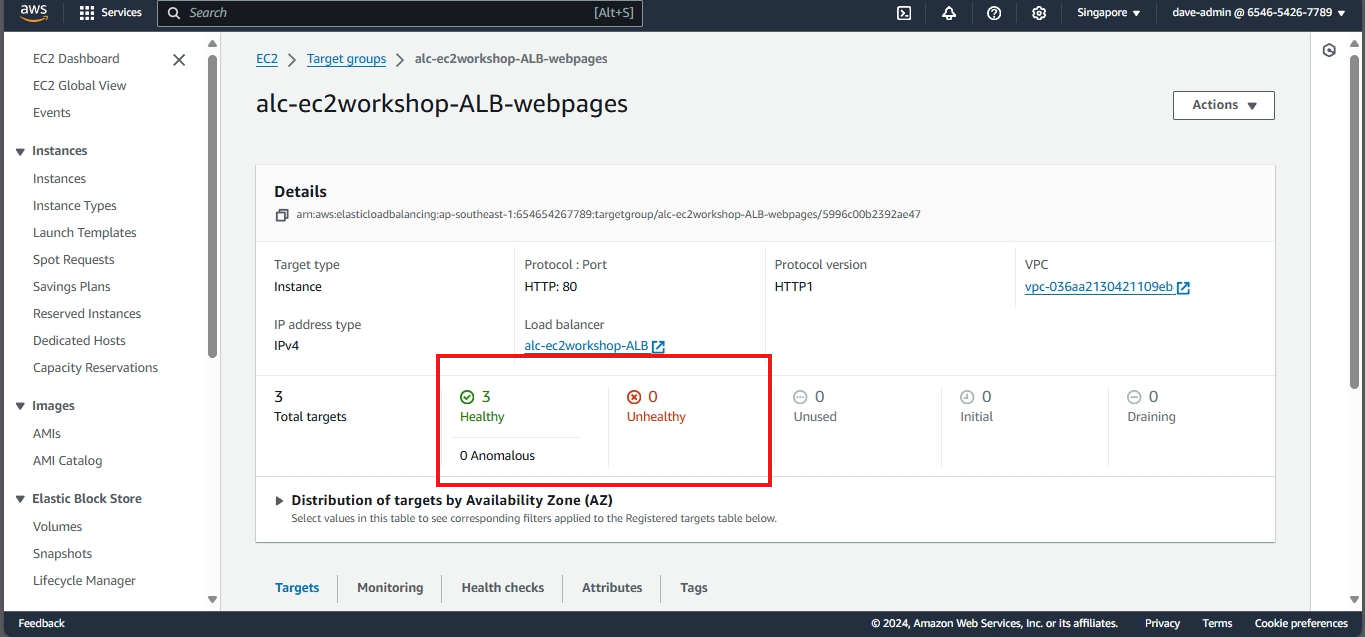 aws
Services
Search
[Alt+S]
Singapore
dave-admin @ 6546-5426-7789
EC2 Dashboard
EC2 Global View
Events
Instances
Instances
Instance Types
Launch Templates
Spot Requests
Savings Plans
Reserved Instances
Dedicated Hosts
Capacity Reservations
Images
AMIs
AMI Catalog
Elastic Block Store
Volumes
Snapshots
Lifecycle Manager
EC2
Target groups
alc-ec2workshop-ALB-webpages
alc-ec2workshop-ALB-webpages
Actions
Details
arn:aws:elasticloadbalancing:ap-southeast-1:654654267789:targetgroup/alc-ec2workshop-ALB-webpages/5996c00b2392ae47
Target type
Instance
Protocol : Port
HTTP: 80
Protocol version
HTTP1
VPC
vpc-036aa2130421109eb
IP address type
IPv4
Load balancer
alc-ec2workshop-ALB
3
Total targets
3
Healthy
0 Anomalous
0
Unhealthy
0
Unused
0
Initial
0
Draining
Distribution of targets by Availability Zone (AZ)
Select values in this table to see corresponding filters applied to the Registered targets table below.
Targets
Monitoring
Health checks
Attributes
Tags
Feedback
© 2024, Amazon Web Services, Inc. or its affiliates.
Privacy
Terms
Cookie preferences